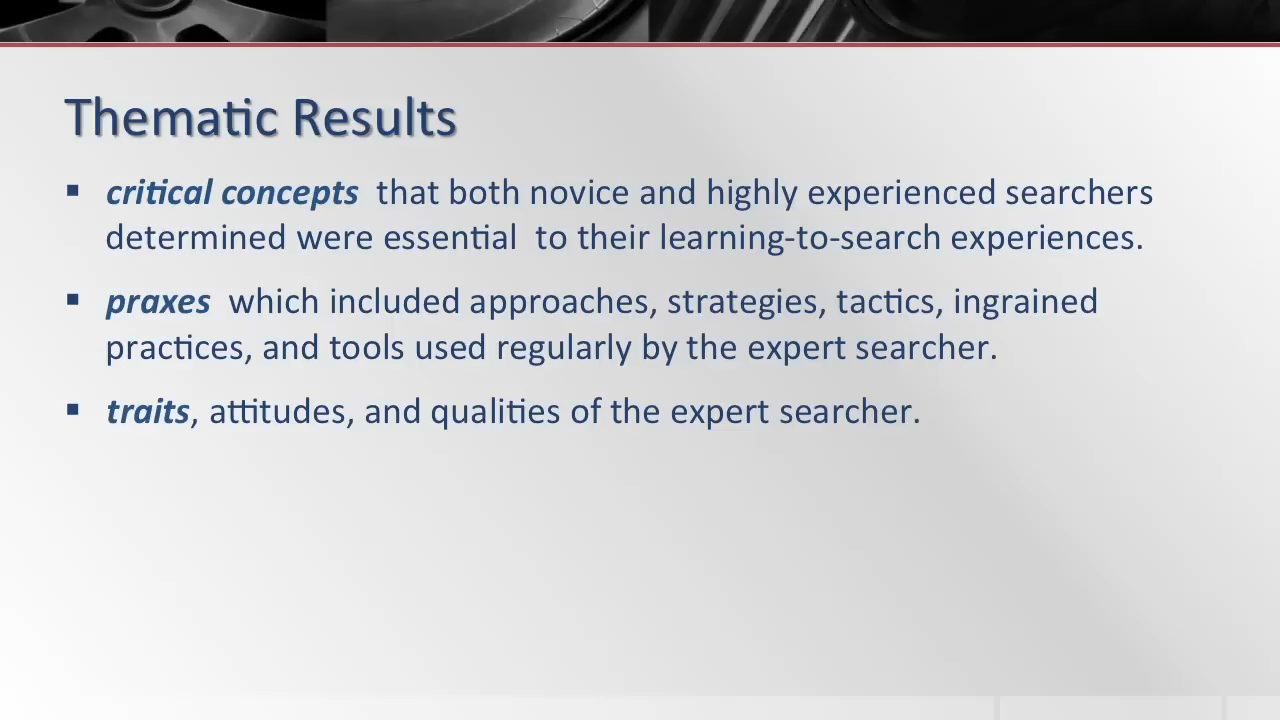 Thematic Results
▪ critical concepts that both novice and highly experienced searchers
determined were essential to their learning-to-search experiences.
▪ praxes which included approaches, strategies, tactics, ingrained
practices, and tools used regularly by the expert searcher.
▪ traits, attitudes, and qualities of the expert searcher.